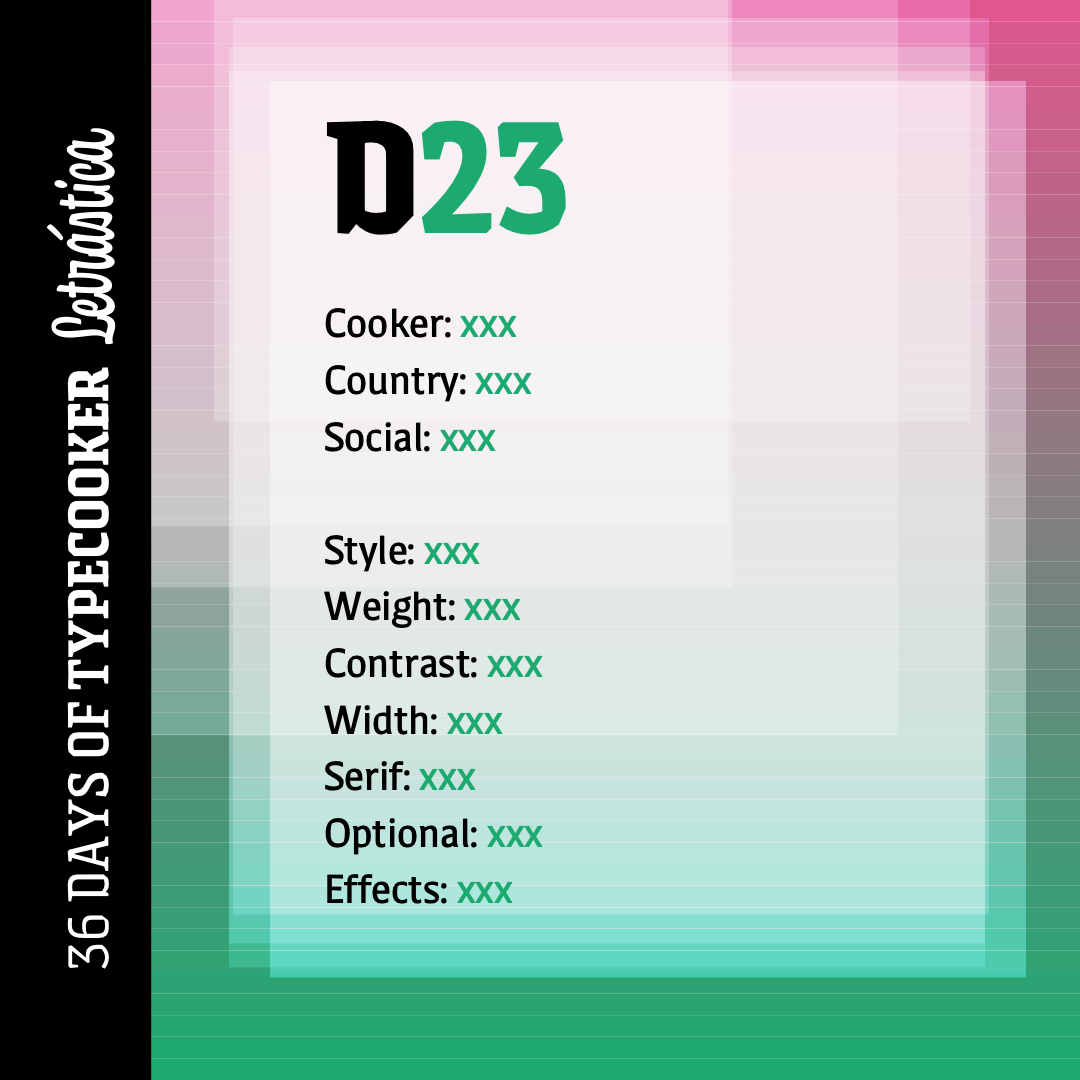 36 DAYS OF TYPECOOKER Letrástica
D23
Cooker: xxx
Country: xxx
Social: xxx
Style: xxx
Weight: xxx
Contrast: xxx
Width: xxx
Serif: xxx
Optional: xxx
Effects: xxx